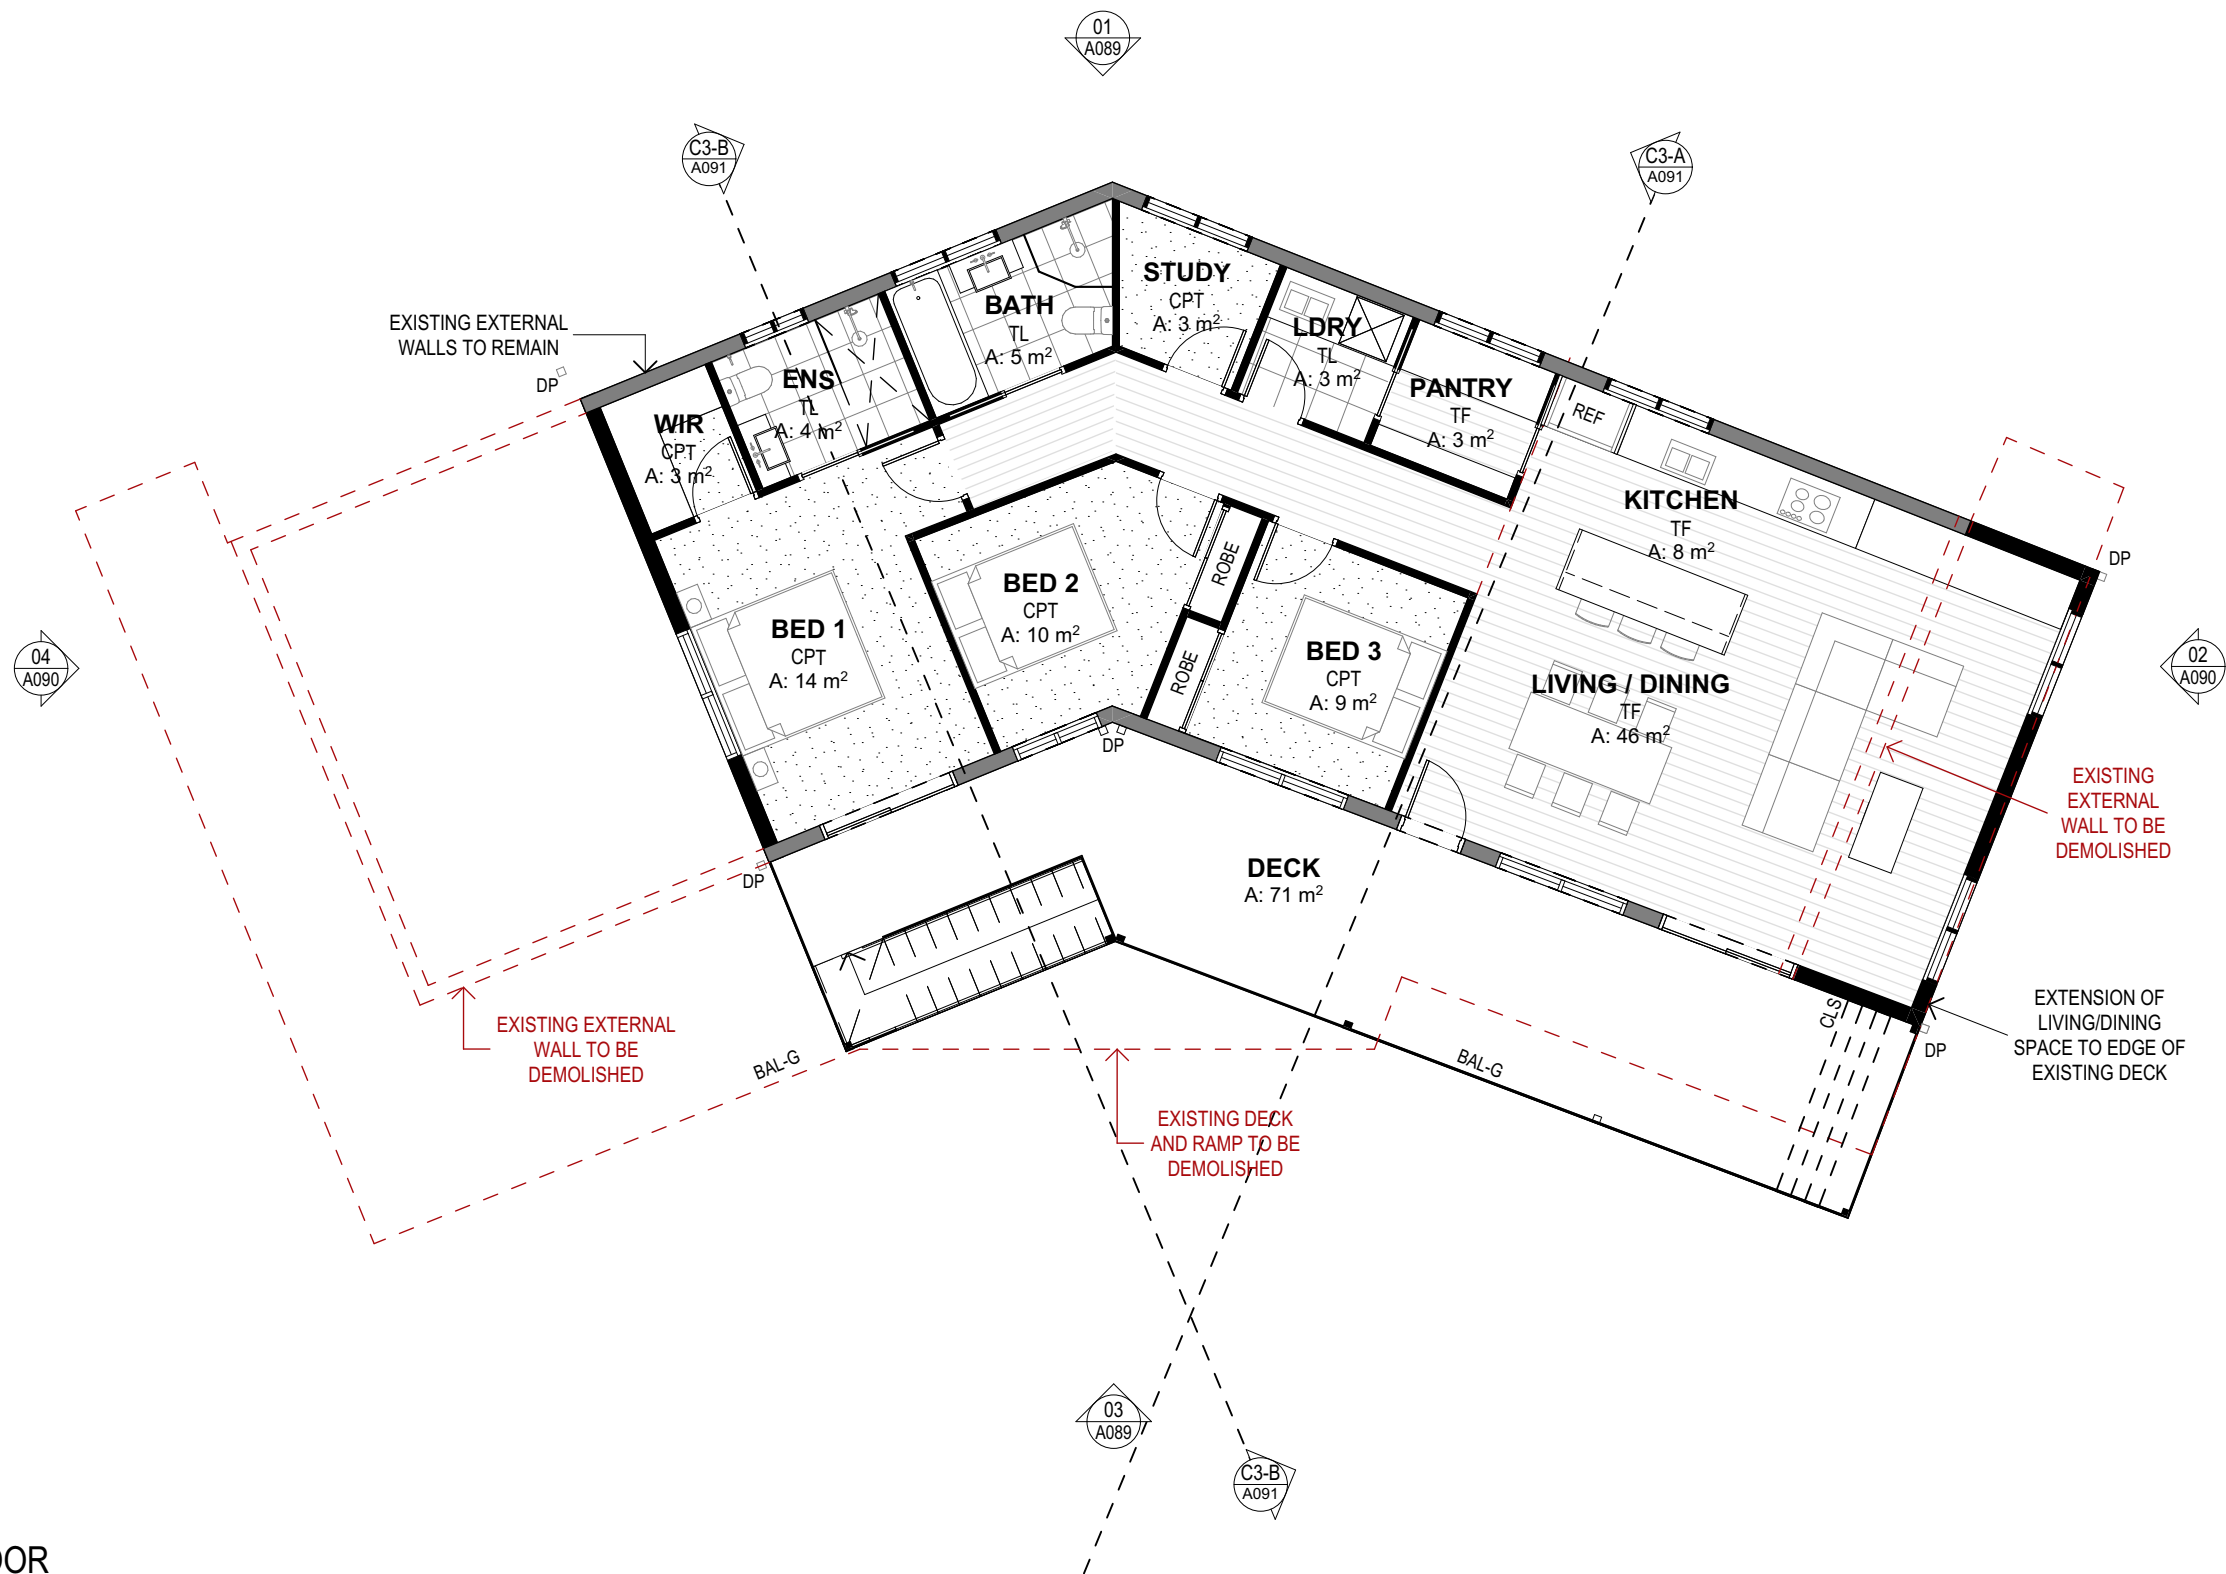 01
A089
C3-B
A091
C3-A
A091
EXISTING EXTERNAL
WALLS TO REMAIN
DP
STUDY
CPT
A: 3 m²
BATH
TL
A: 5 m²
LDRY
TL
A: 3 m²
ENS
TL
A: 4 m²
PANTRY
TF
A: 3 m²
REF
WIR
CPT
A: 3 m²
KITCHEN
TF
A: 8 m²
DP
BED 2
CPT
A: 10 m²
ROBE
BED 1
CPT
A: 14 m²
BED 3
CPT
A: 9 m²
ROBE
04
A090
02
A090
LIVING / DINING
TF
A: 46 m²
DP
EXISTING
EXTERNAL
WALL TO BE
DEMOLISHED
DECK
A: 71 m²
DP
EXISTING EXTERNAL
WALL TO BE
DEMOLISHED
CLS
EXTENSION OF
LIVING/DINING
SPACE TO EDGE OF
EXISTING DECK
DP
BAL-G
BAL-G
EXISTING DECK
AND RAMP TO BE
DEMOLISHED
03
A089
C3-B
A091
OOR